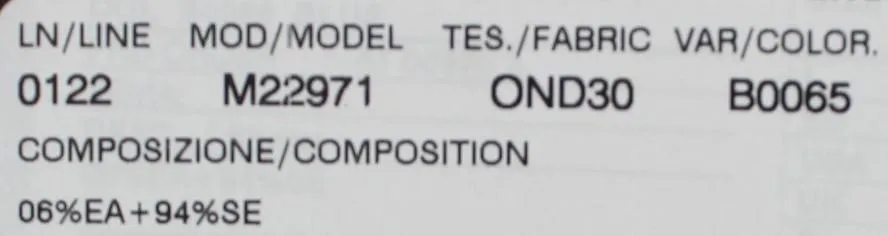 LN/LINE MOD/MODEL TES./FABRIC VAR/COLOR.
0122 M22971 OND30 B0065
COMPOSIZIONE/COMPOSITION
06%EA+94%SE